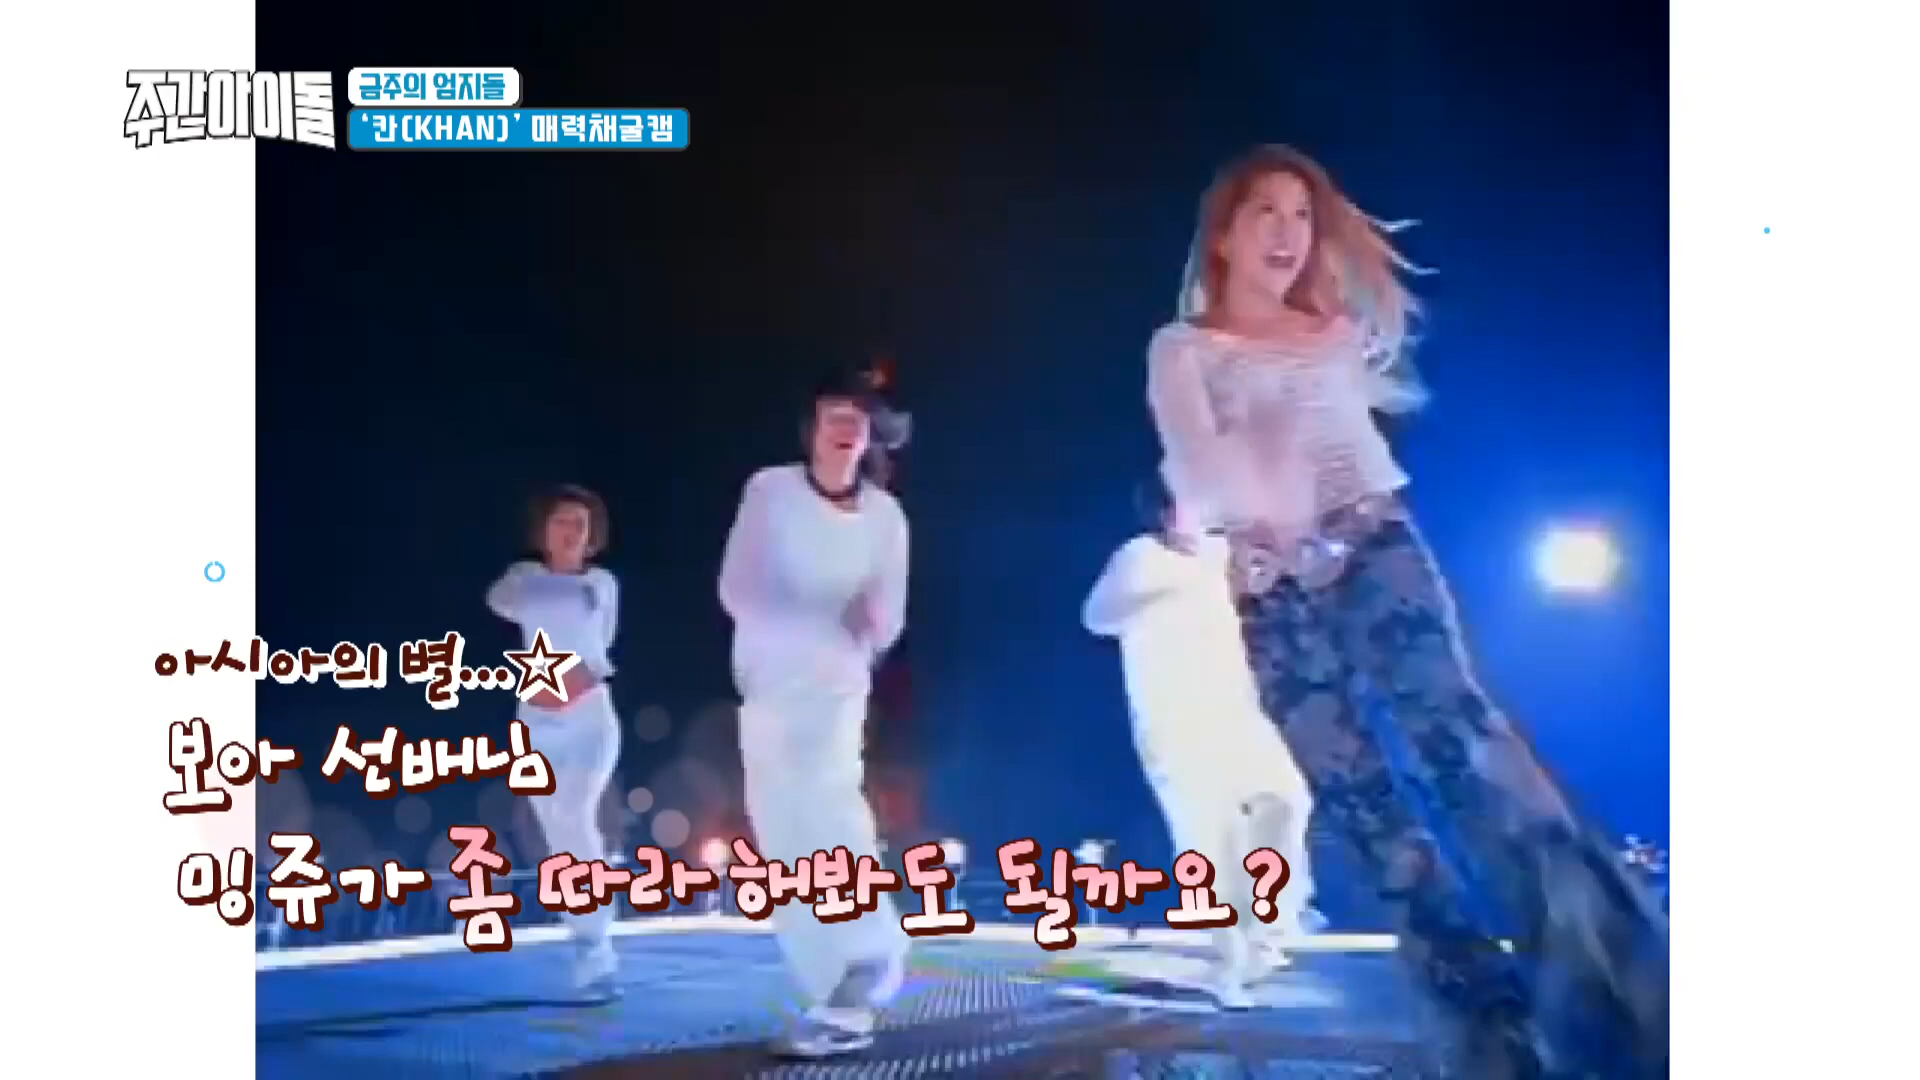 주간아이돌
금주의 엄지돌
‘칸(KHAN)’ 매력채굴캠
아시아의 별...☆
보아 선배님
밍쥬가 좀 따라해봐도 될까요?